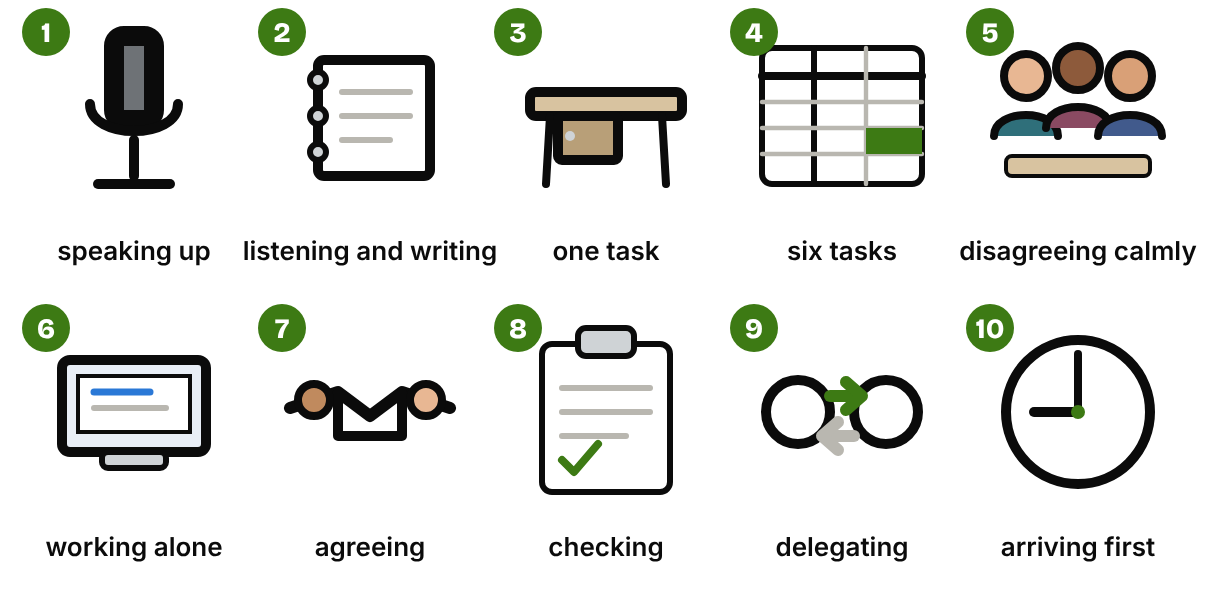 1
speaking up
2
listening and writing
3
one task
4
six tasks
5
disagreeing calmly
6
working alone
7
agreeing
8
checking
9
delegating
10
arriving first